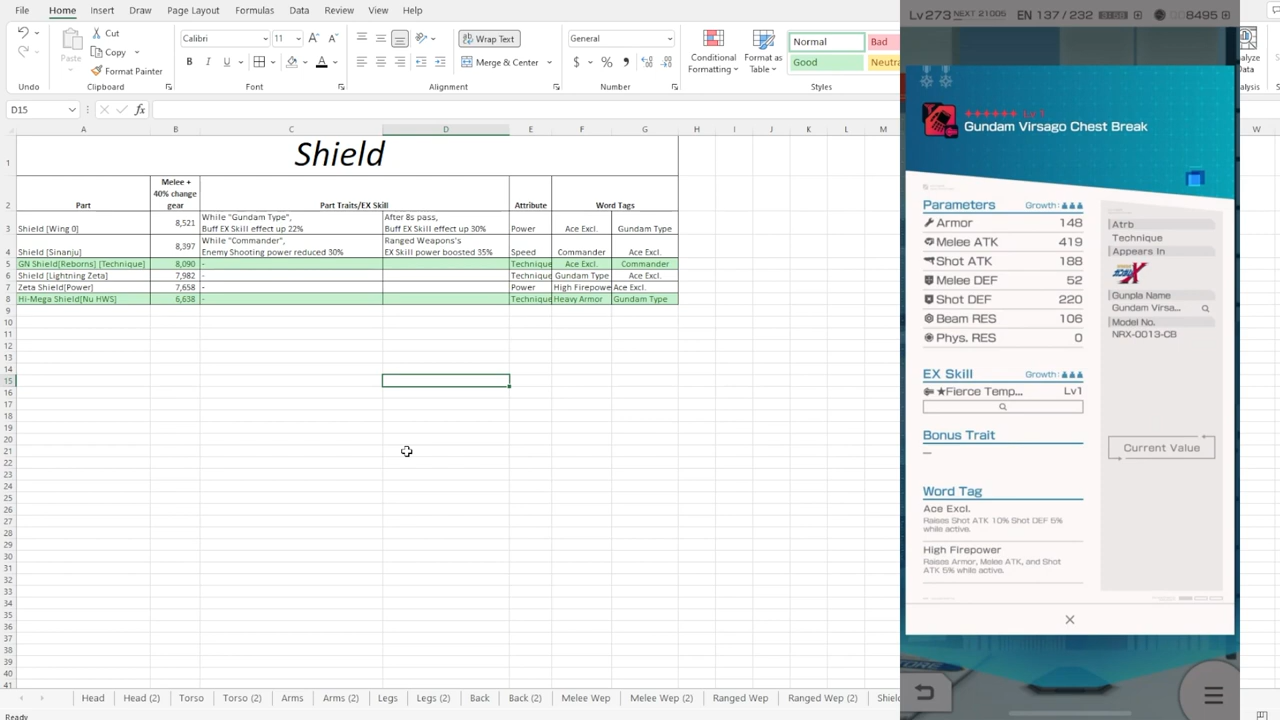 File Home Insert Draw Page Layout Formulas Data Review View Help
Undo Clipboard Font Alignment Number Styles
Paste
Cut
Copy
Format Painter
Calibri 11
B I U
Wrap Text
Merge & Center
General
$ % ,
Conditional Formatting
Format as Table
Normal Bad
Good Neutra
D15
fx
A B C D E F G H I J K L M W
Shield
Part
Melee +
40% change
gear
Part Traits/EX Skill
Attribute
Word Tags
Shield [Wing 0] 8,521 While "Gundam Type",
Buff EX Skill effect up 22%
After 8s pass,
Buff EX Skill effect up 30%
Power Ace Excl. Gundam Type
Shield [Sinanju] 8,397 While "Commander",
Enemy Shooting power reduced 30%
Ranged Weapons's
EX Skill power boosted 35%
Speed Commander Ace Excl.
GN Shield[Reborns] [Technique] 8,090 - Technique Ace Excl. Commander
Shield [Lightning Zeta] 7,982 - Technique Gundam Type Ace Excl.
Zeta Shield[Power] 7,658 - Power High Firepowe Ace Excl.
Hi-Mega Shield[Nu HWS] 6,638 - Technique Heavy Armor Gundam Type
Head Head (2) Torso Torso (2) Arms Arms (2) Legs Legs (2) Back Back (2) Melee Wep Melee Wep (2) Ranged Wep Ranged Wep (2) Shiel
Ready
Lv273 NEXT 21005 EN 137 / 232 8495
Lv 1
Gundam Virsago Chest Break
Parameters Growth:
Armor 148
Melee ATK 419
Shot ATK 188
Melee DEF 52
Shot DEF 220
Beam RES 106
Phys. RES 0
EX Skill Growth:
★Fierce Temp... Lv1
Bonus Trait
—
Word Tag
Ace Excl.
Raises Shot ATK 10% Shot DEF 5%
while active.
High Firepower
Raises Armor, Melee ATK, and Shot
ATK 5% while active.
Atrb
Technique
Appears In
Gunpla Name
Gundam Virsa...
Model No.
NRX-0013-CB
Current Value